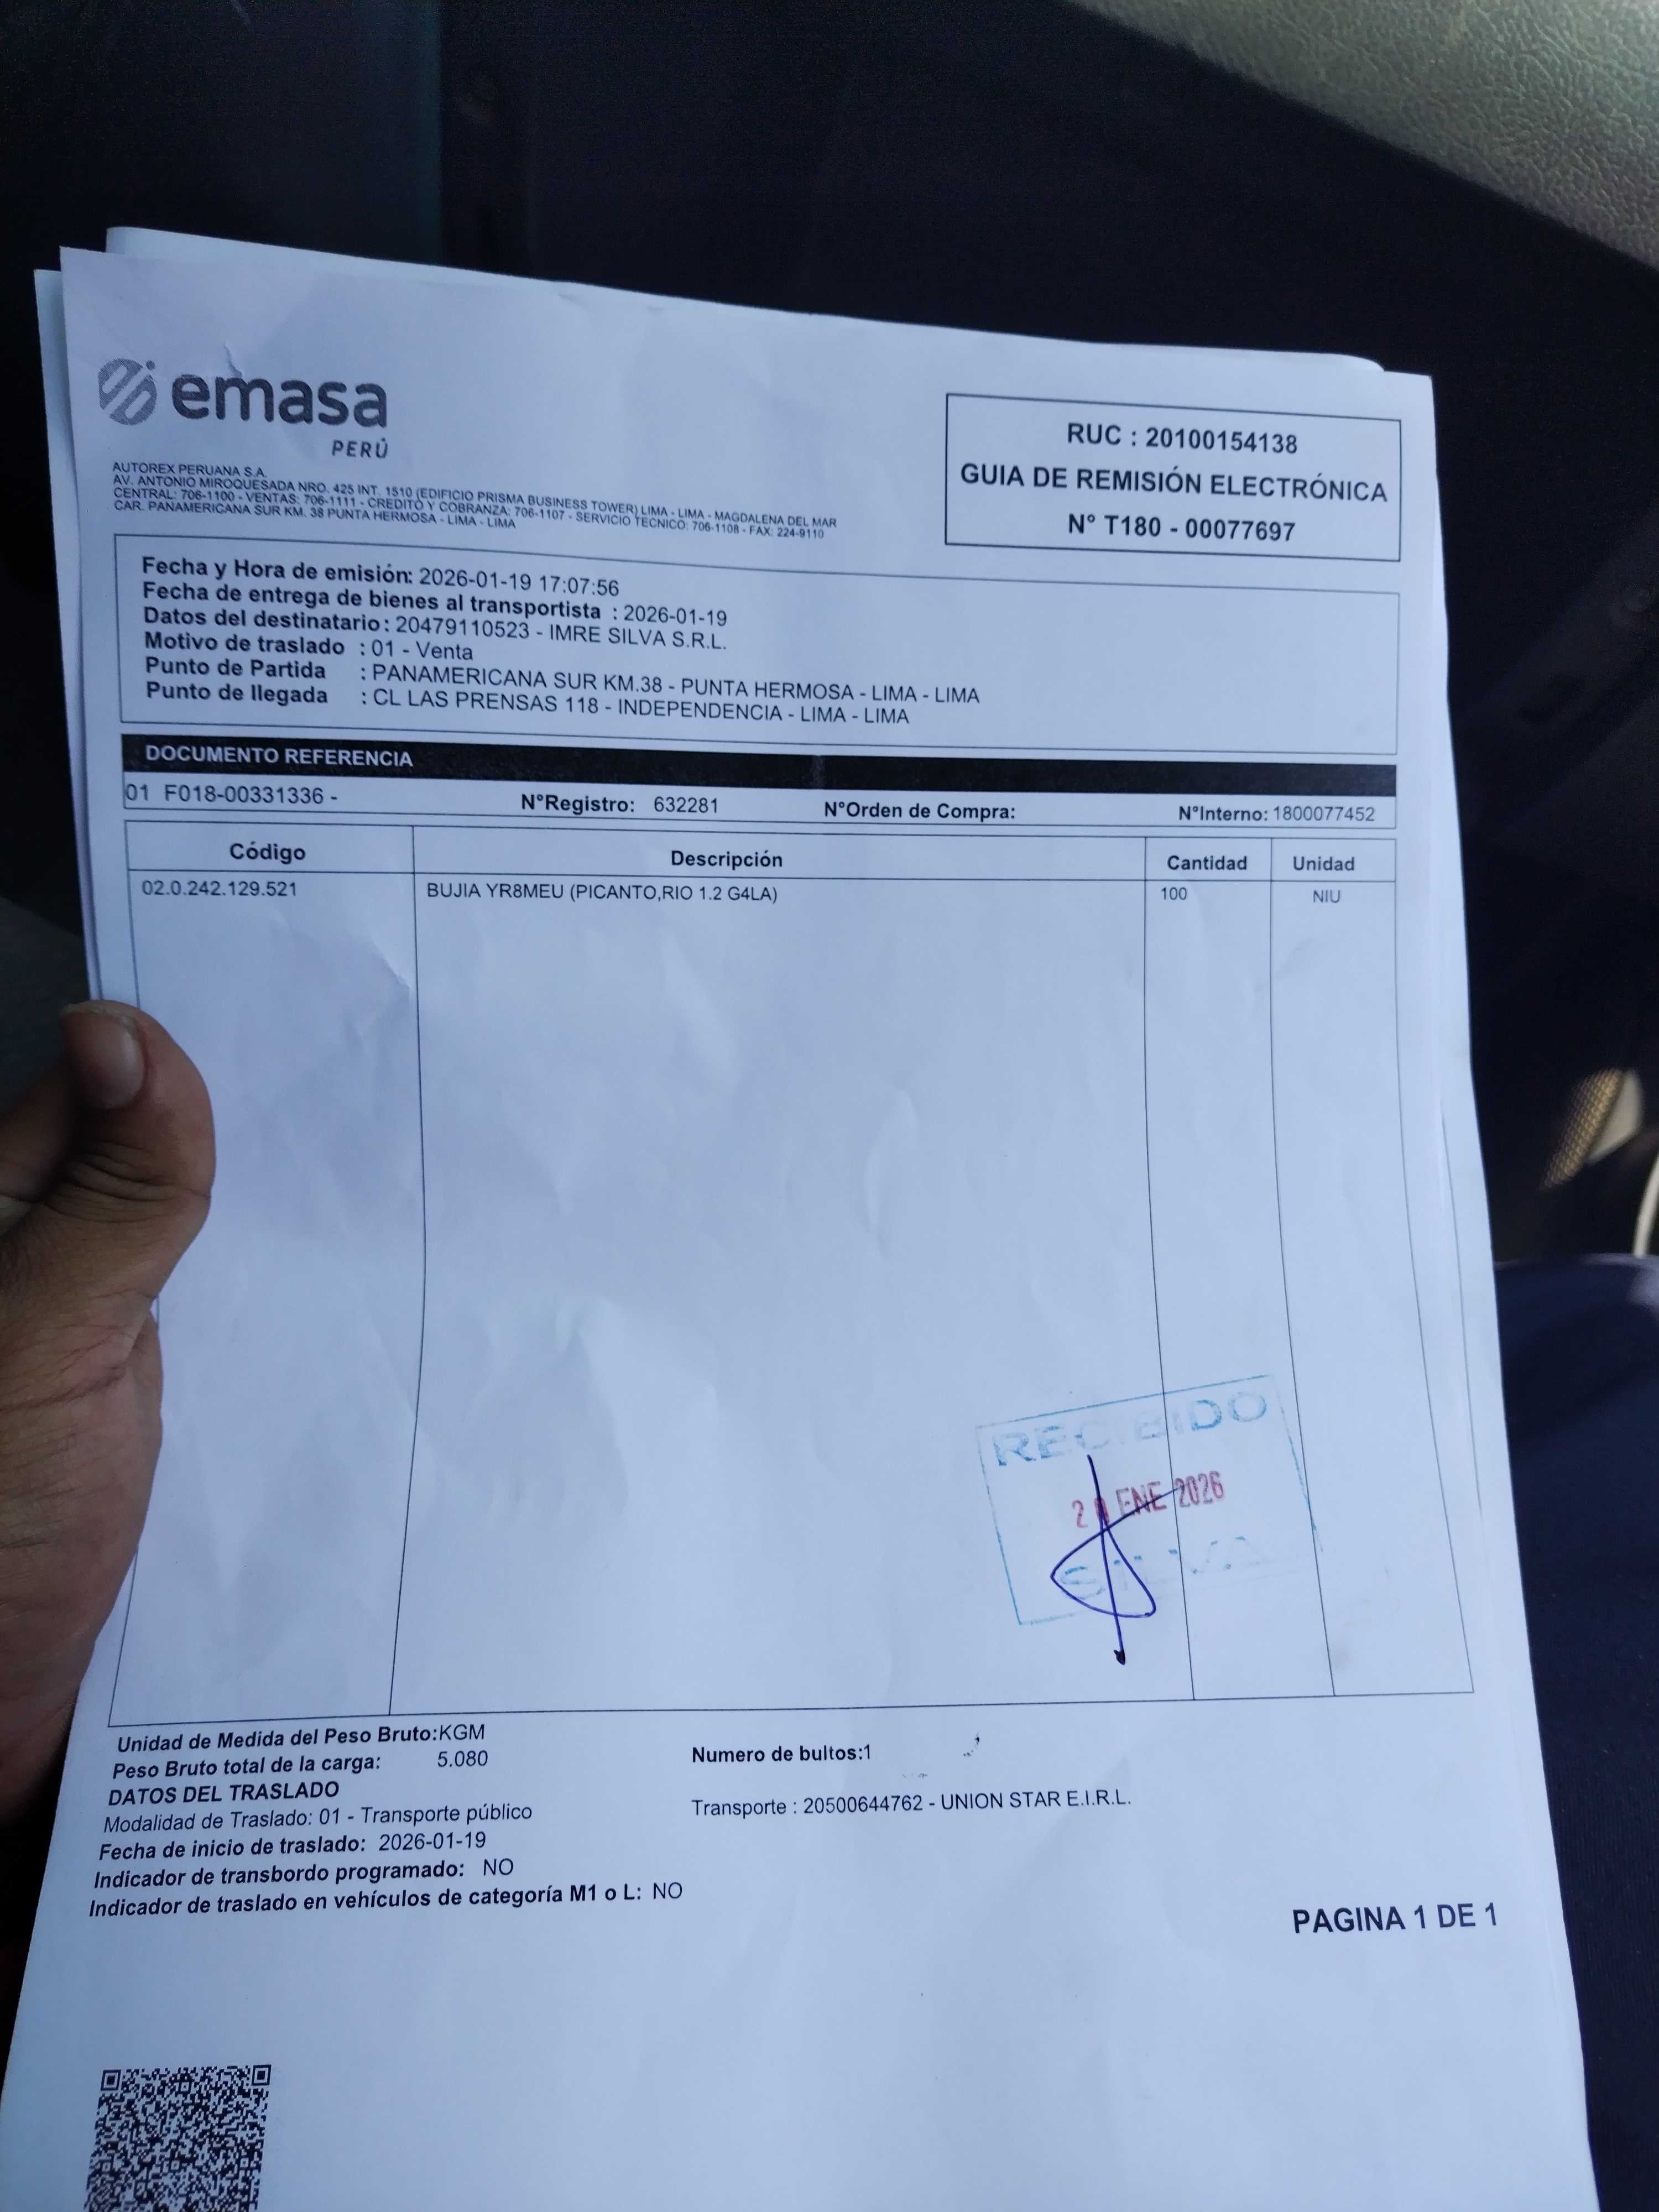 emasa
PERÚ
AUTOREX PERUANA S.A.
AV. ANTONIO MIROQUESADA NRO. 425 INT. 1510 (EDIFICIO PRISMA BUSINESS TOWER) LIMA - LIMA - MAGDALENA DEL MAR
CENTRAL: 706-1100 - VENTAS: 706-1111 - CREDITO Y COBRANZA: 706-1107 - SERVICIO TECNICO: 706-1108 - FAX: 224-9110
CAR. PANAMERICANA SUR KM. 38 PUNTA HERMOSA - LIMA - LIMA
RUC : 20100154138
GUIA DE REMISIÓN ELECTRÓNICA
N° T180 - 00077697
Fecha y Hora de emisión: 2026-01-19 17:07:56
Fecha de entrega de bienes al transportista : 2026-01-19
Datos del destinatario : 20479110523 - IMRE SILVA S.R.L.
Motivo de traslado : 01 - Venta
Punto de Partida : PANAMERICANA SUR KM.38 - PUNTA HERMOSA - LIMA - LIMA
Punto de llegada : CL LAS PRENSAS 118 - INDEPENDENCIA - LIMA - LIMA
DOCUMENTO REFERENCIA
01 F018-00331336 - N°Registro: 632281 N°Orden de Compra: N°Interno: 1800077452
Código Descripción Cantidad Unidad
02.0.242.129.521 BUJIA YR8MEU (PICANTO,RIO 1.2 G4LA) 100 NIU
RECIBIDO
ENE 2026
SILVA
Unidad de Medida del Peso Bruto:KGM
Peso Bruto total de la carga: 5.080 Numero de bultos:1
DATOS DEL TRASLADO
Modalidad de Traslado: 01 - Transporte público Transporte : 20500644762 - UNION STAR E.I.R.L.
Fecha de inicio de traslado: 2026-01-19
Indicador de transbordo programado: NO
Indicador de traslado en vehículos de categoría M1 o L: NO
PAGINA 1 DE 1